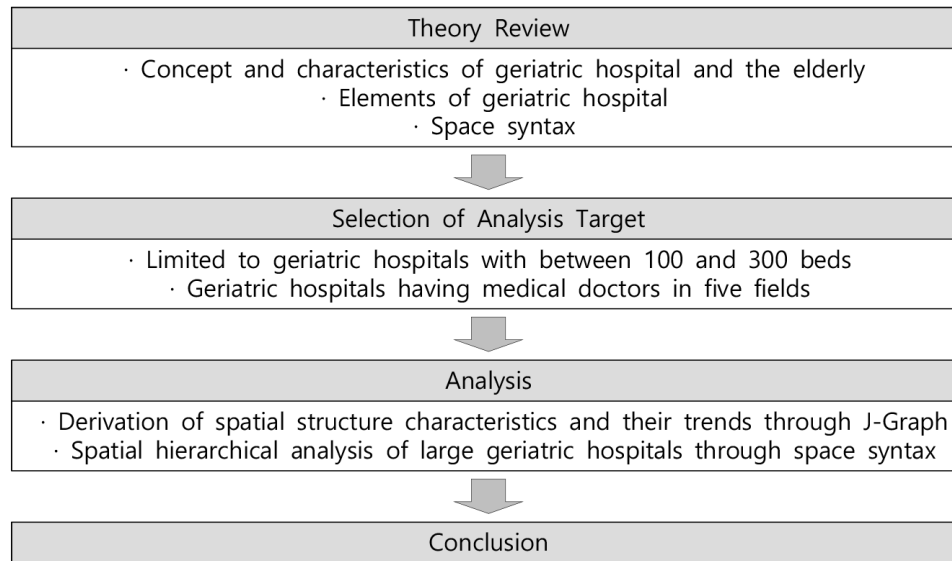 Theory Review
· Concept and characteristics of geriatric hospital and the elderly
· Elements of geriatric hospital
· Space syntax
Selection of Analysis Target
· Limited to geriatric hospitals with between 100 and 300 beds
· Geriatric hospitals having medical doctors in five fields
Analysis
· Derivation of spatial structure characteristics and their trends through J-Graph
· Spatial hierarchical analysis of large geriatric hospitals through space syntax
Conclusion